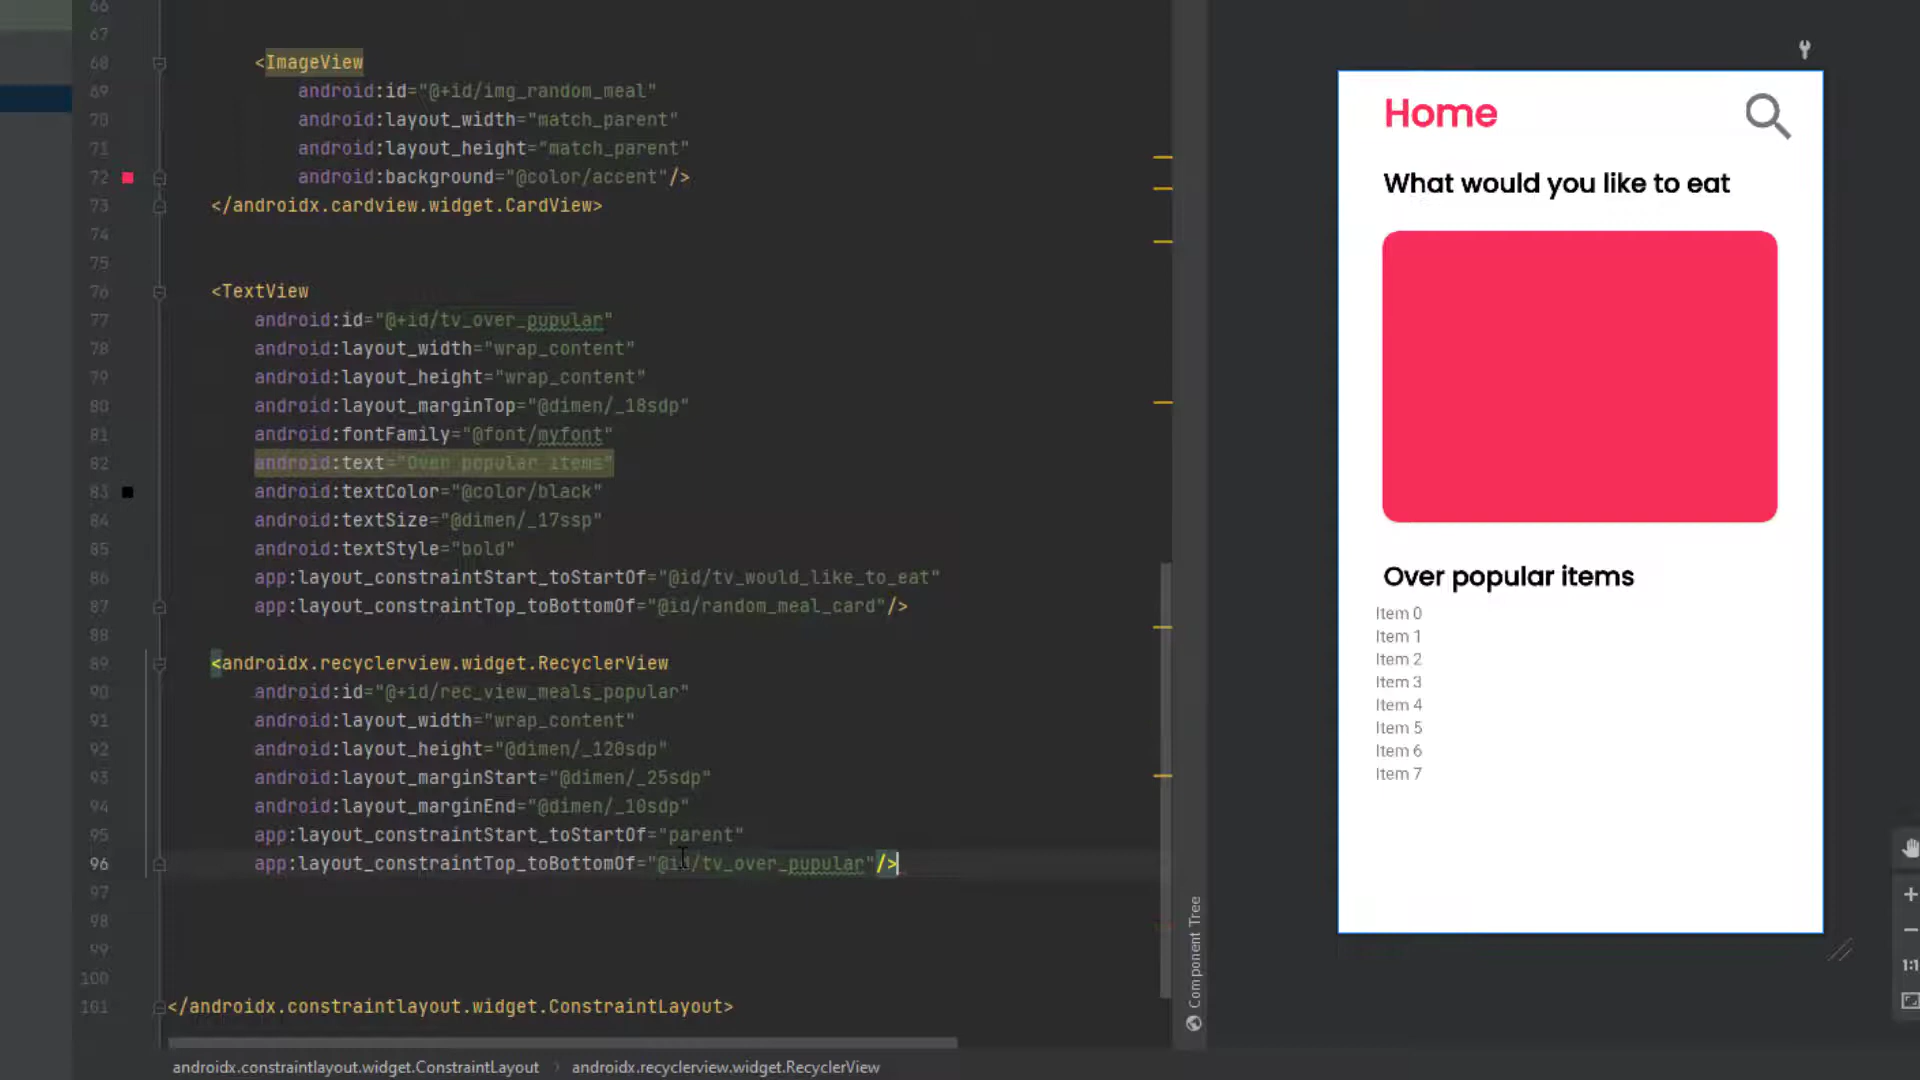 66
67
68 <ImageView
69 android:id="@+id/img_random_meal"
70 android:layout_width="match_parent"
71 android:layout_height="match_parent"
72 android:background="@color/accent"/>
73 </androidx.cardview.widget.CardView>
74
75
76 <TextView
77 android:id="@+id/tv_over_pupular"
78 android:layout_width="wrap_content"
79 android:layout_height="wrap_content"
80 android:layout_marginTop="@dimen/_18sdp"
81 android:fontFamily="@font/myfont"
82 android:text="Over popular items"
83 android:textColor="@color/black"
84 android:textSize="@dimen/_17ssp"
85 android:textStyle="bold"
86 app:layout_constraintStart_toStartOf="@id/tv_would_like_to_eat"
87 app:layout_constraintTop_toBottomOf="@id/random_meal_card"/>
88
89 <androidx.recyclerview.widget.RecyclerView
90 android:id="@+id/rec_view_meals_popular"
91 android:layout_width="wrap_content"
92 android:layout_height="@dimen/_120sdp"
93 android:layout_marginStart="@dimen/_25sdp"
94 android:layout_marginEnd="@dimen/_10sdp"
95 app:layout_constraintStart_toStartOf="parent"
96 app:layout_constraintTop_toBottomOf="@id/tv_over_pupular"/>
97
98
99
100
101 </androidx.constraintlayout.widget.ConstraintLayout>
androidx.constraintlayout.widget.ConstraintLayout › androidx.recyclerview.widget.RecyclerView
Component Tree
Home
What would you like to eat
Over popular items
Item 0
Item 1
Item 2
Item 3
Item 4
Item 5
Item 6
Item 7
1:1